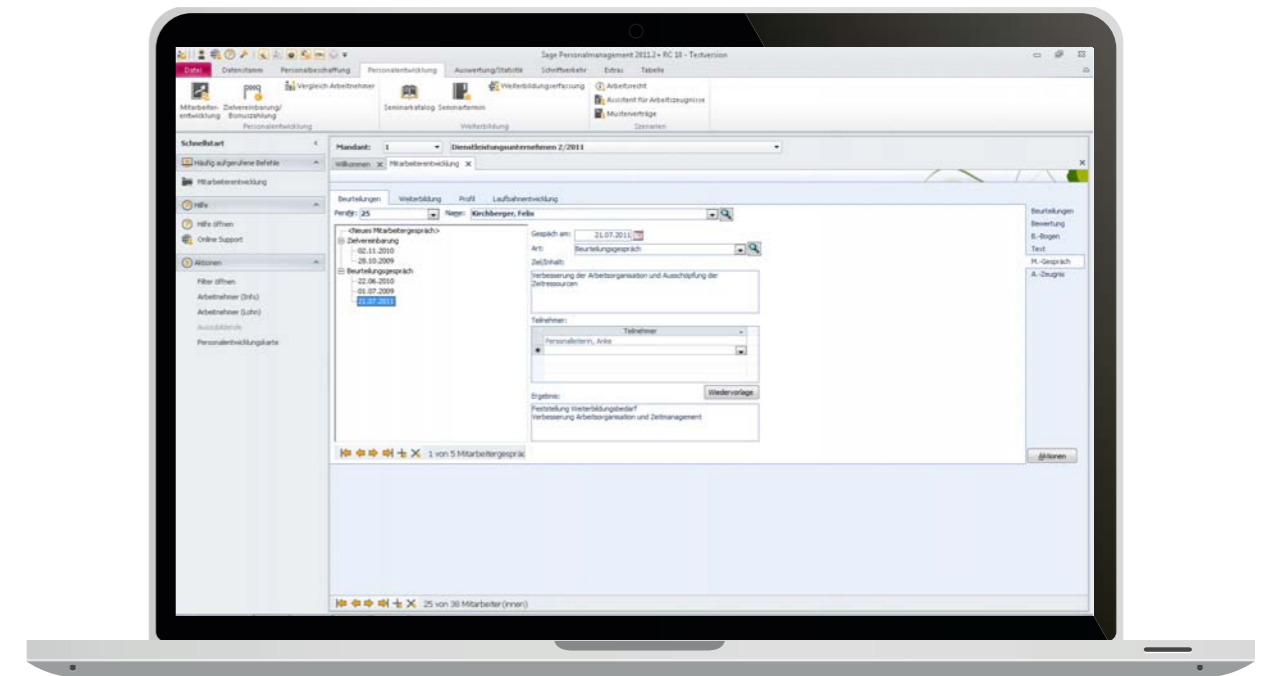 Sage Personalmanagement 2011.2 - RC 10 - Testversion
Datei Datenstamm Personalbeschaffung Personalentwicklung Auswertung/Statistik Schriftverkehr Extras Tabelle
Vergleich Arbeitnehmer Weiterbildungserfassung Arbeitsrecht
Assistent für Arbeitszeugnisse
Mitarbeiter- Zielvereinbarung/ Seminarkatalog Seminartermin
entwicklung Bonuszahlung Musterverträge
Personalentwicklung Weiterbildung Szenarien
Schnellstart
Mandant: 1 Dienstleistungsunternehmen 2/2011
Häufig aufgerufene Befehle
Willkommen Mitarbeiterentwicklung
Mitarbeiterentwicklung
Hilfe
Hilfe öffnen
Online Support
Aktionen
Filter öffnen
Arbeitnehmer (Info)
Arbeitnehmer (Lohn)
Auszubildende
Personalentwicklungskarte
Beurteilungen Weiterbildung Profil Laufbahnentwicklung
PersNr: 25 Name: Kirchberger, Felix
<Neues Mitarbeitergespräch>
Zielvereinbarung
02.11.2010
28.10.2009
Beurteilungsgespräch
22.06.2010
01.07.2009
21.07.2011
Gespräch am: 21.07.2011
Art: Beurteilungsgespräch
Ziel/Inhalt:
Verbesserung der Arbeitsorganisation und Ausschöpfung der
Zeitressourcen
Teilnehmer:
Teilnehmer
Personalleiterin, Anke
Wiedervorlage
Ergebnis:
Feststellung Weiterbildungsbedarf
Verbesserung Arbeitsorganisation und Zeitmanagement
1 von 5 Mitarbeitergespräc
Beurteilungen
Bewertung
B.-Bogen
Text
M.-Gespräch
A.-Zeugnis
Aktionen
25 von 38 Mitarbeiter(innen)